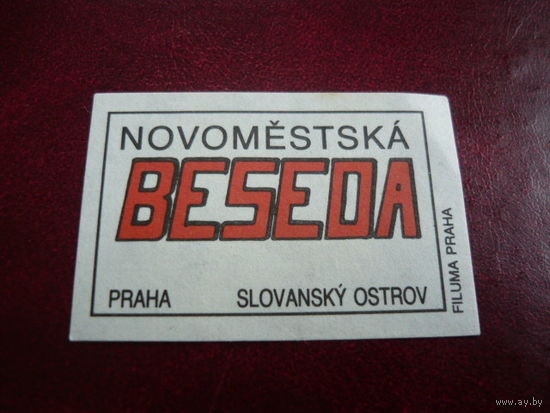 NOVOMĚSTSKÁ
BESEDA
PRAHA
SLOVANSKÝ OSTROV
FILUMA PRAHA
www.ay.by